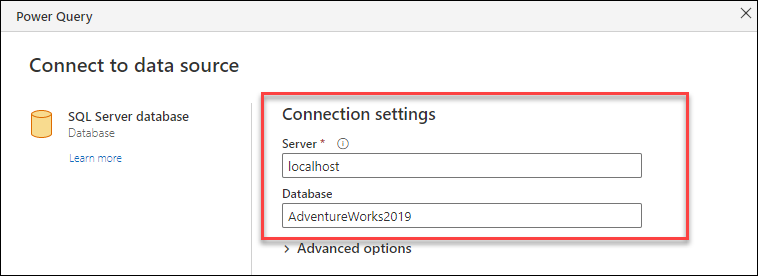 Power Query
Connect to data source
SQL Server database
Database
Learn more
Connection settings
Server *
localhost
Database
AdventureWorks2019
Advanced options